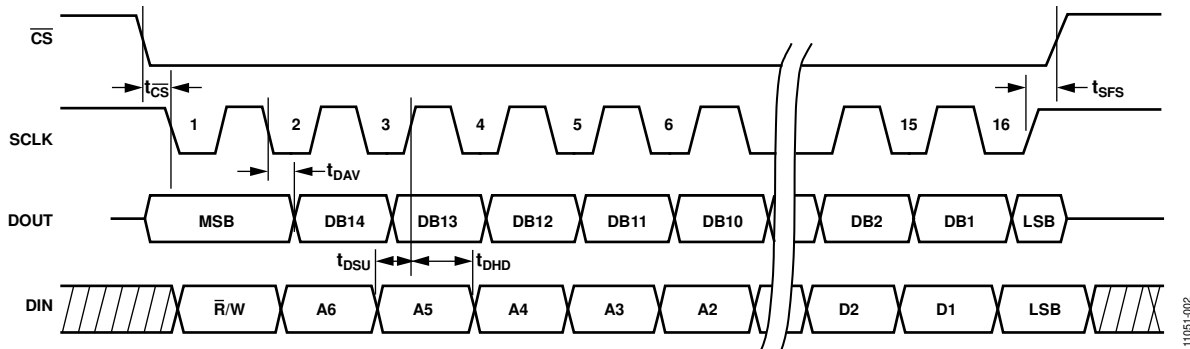 CS
tCS
tSFS
SCLK 1 2 3 4 5 6 15 16
tDAV
DOUT MSB DB14 DB13 DB12 DB11 DB10 DB2 DB1 LSB
tDSU tDHD
DIN R/W A6 A5 A4 A3 A2 D2 D1 LSB
11051-002